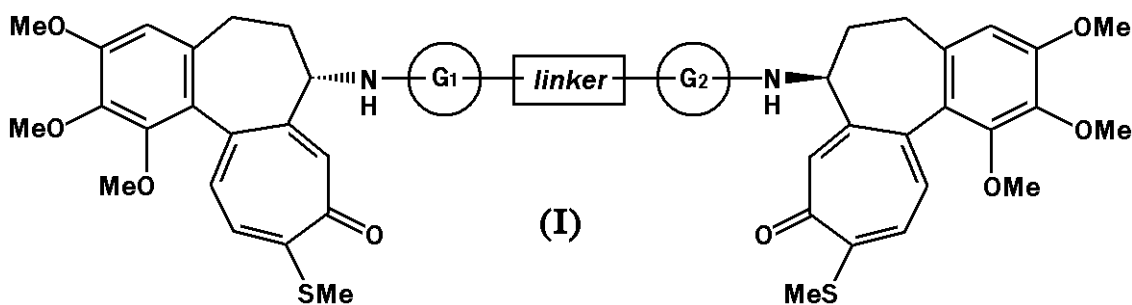 MeO OMe
N H G1 linker G2 N H
MeO OMe
MeO OMe
O (I) O
SMe MeS